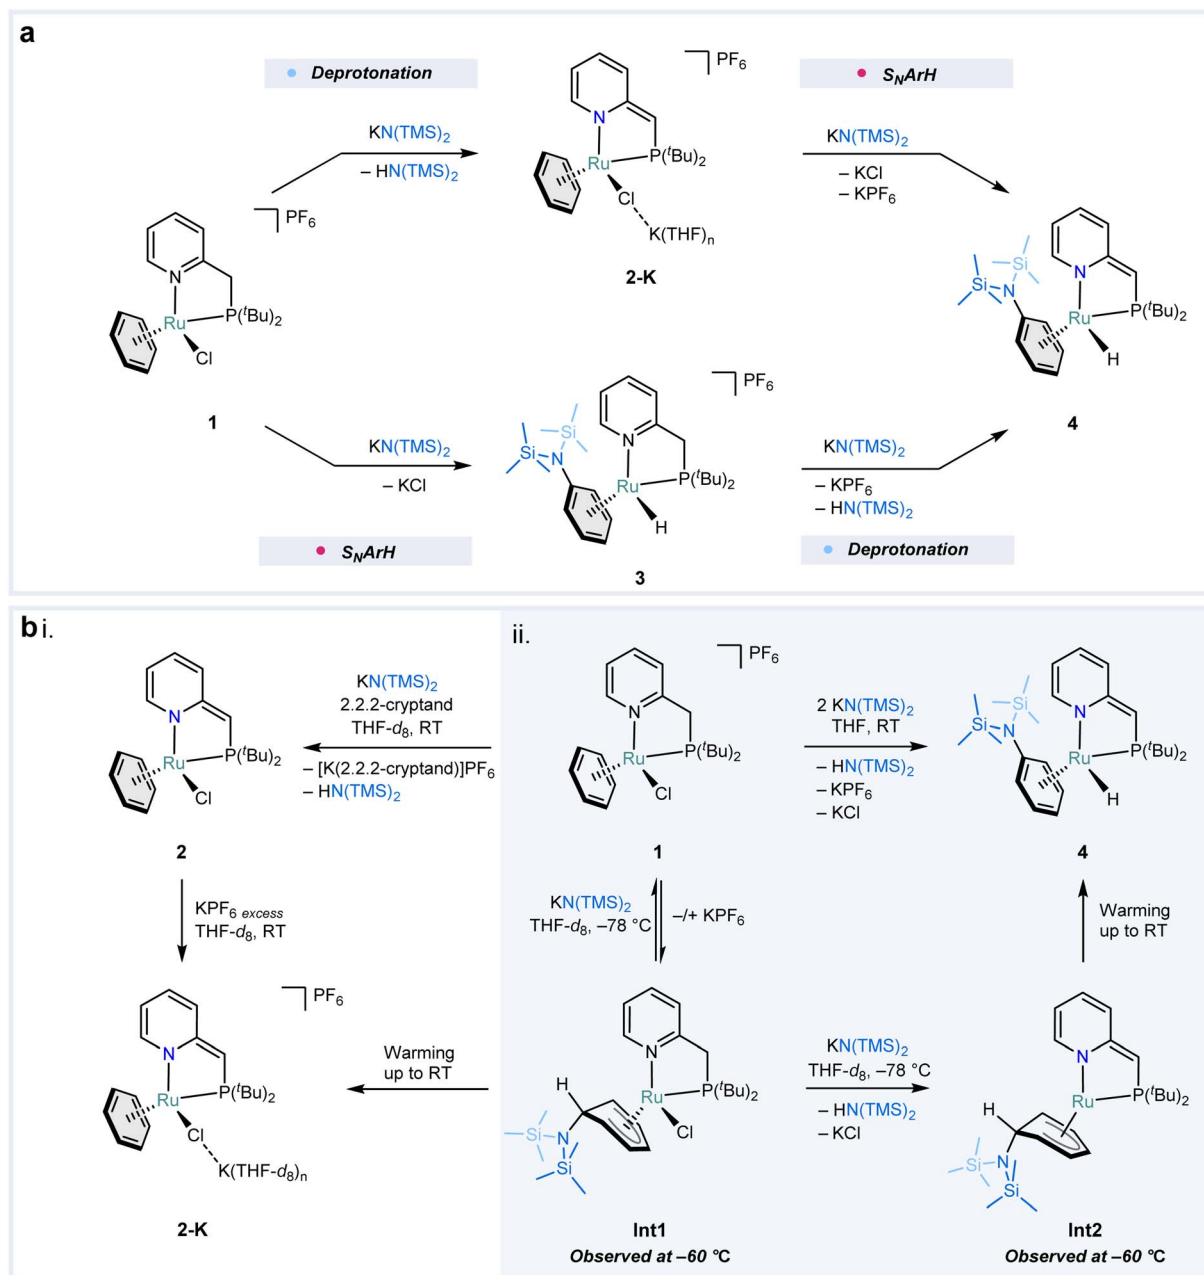 a
Deprotonation
KN(TMS)2
– HN(TMS)2
PF6
N
Ru
P(tBu)2
Cl
K(THF)n
2-K
SNArH
KN(TMS)2
– KCl
– KPF6
PF6
N
Ru
P(tBu)2
Cl
1
Si
Si
N
N
Ru
P(tBu)2
H
4
KN(TMS)2
– KCl
SNArH
PF6
Si
Si
N
N
Ru
P(tBu)2
H
3
KN(TMS)2
– KPF6
– HN(TMS)2
Deprotonation
b i.
N
Ru
P(tBu)2
Cl
2
KN(TMS)2
2.2.2-cryptand
THF-d8, RT
– [K(2.2.2-cryptand)]PF6
– HN(TMS)2
KPF6 excess
THF-d8, RT
PF6
N
Ru
P(tBu)2
Cl
K(THF-d8)n
2-K
Warming
up to RT
ii.
PF6
N
Ru
P(tBu)2
Cl
1
2 KN(TMS)2
THF, RT
– HN(TMS)2
– KPF6
– KCl
Si
Si
N
N
Ru
P(tBu)2
H
4
KN(TMS)2
THF-d8, –78 °C
–/+ KPF6
Warming
up to RT
N
Ru
P(tBu)2
Cl
H
Si
N
Si
Int1
Observed at –60 °C
KN(TMS)2
THF-d8, –78 °C
– HN(TMS)2
– KCl
N
Ru
P(tBu)2
H
Si
N
Si
Int2
Observed at –60 °C